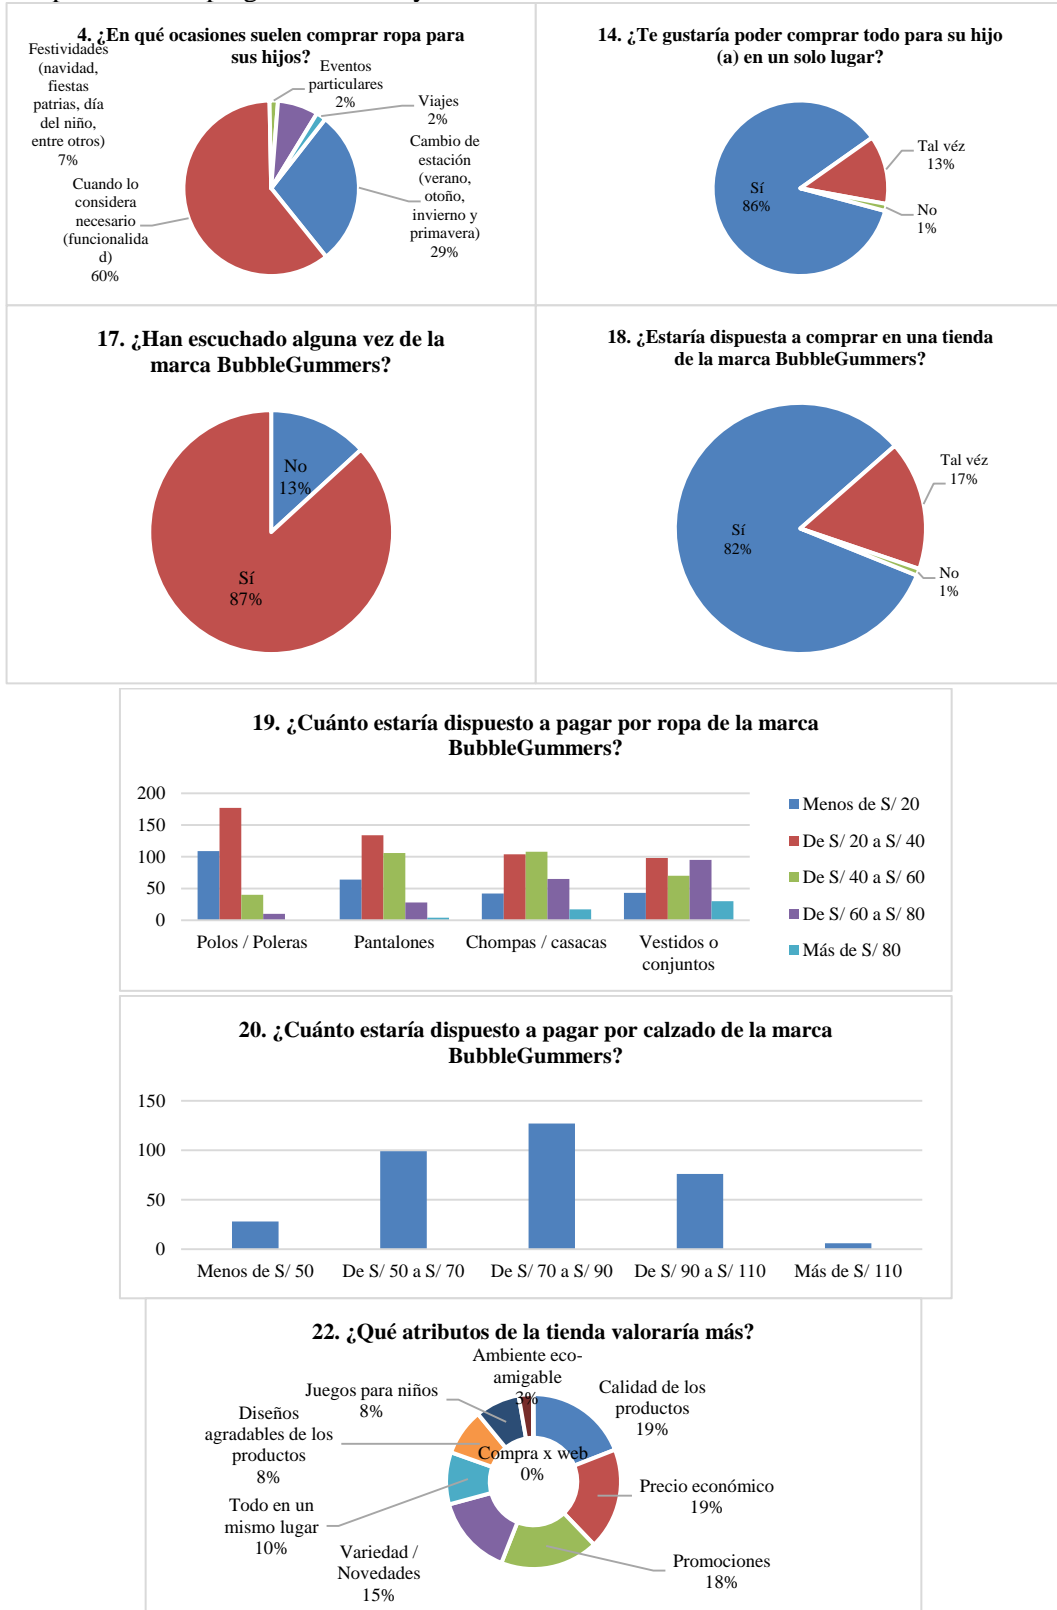 4. ¿En qué ocasiones suelen comprar ropa para
sus hijos?
Festividades
(navidad,
fiestas
patrias, día
del niño,
entre otros)
7%
Eventos
particulares
2%
Viajes
2%
Cambio de
estación
(verano,
otoño,
invierno y
primavera)
29%
Cuando lo
considera
necesario
(funcionalida
d)
60%
14. ¿Te gustaría poder comprar todo para su hijo
(a) en un solo lugar?
Tal véz
13%
Sí
86%
No
1%
17. ¿Han escuchado alguna vez de la
marca BubbleGummers?
No
13%
Sí
87%
18. ¿Estaría dispuesta a comprar en una tienda
de la marca BubbleGummers?
Tal véz
17%
Sí
82%
No
1%
19. ¿Cuánto estaría dispuesto a pagar por ropa de la marca
BubbleGummers?
200
150
100
50
0
Polos / Poleras
Pantalones
Chompas / casacas
Vestidos o
conjuntos
Menos de S/ 20
De S/ 20 a S/ 40
De S/ 40 a S/ 60
De S/ 60 a S/ 80
Más de S/ 80
20. ¿Cuánto estaría dispuesto a pagar por calzado de la marca
BubbleGummers?
150
100
50
0
Menos de S/ 50
De S/ 50 a S/ 70
De S/ 70 a S/ 90
De S/ 90 a S/ 110
Más de S/ 110
22. ¿Qué atributos de la tienda valoraría más?
Ambiente eco-
amigable
3%
Calidad de los
productos
19%
Juegos para niños
8%
Diseños
agradables de los
productos
8%
Compra x web
0%
Precio económico
19%
Todo en un
mismo lugar
10%
Variedad /
Novedades
15%
Promociones
18%